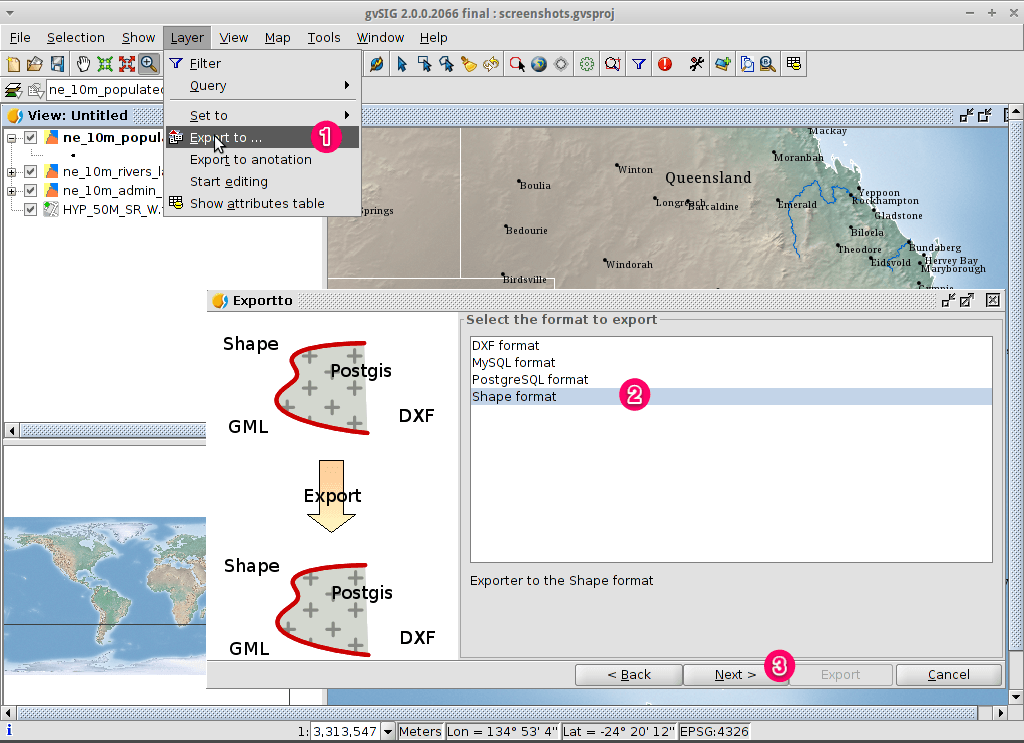 gvSIG 2.0.0.2066 final : screenshots.gvsproj
File Selection Show Layer View Map Tools Window Help
Filter
Query
Set to
Export to ...
1
Export to anotation
Start editing
Show attributes table
ne_10m_populated
View: Untitled
ne_10m_popula
ne_10m_rivers_la
ne_10m_admin_
HYP_50M_SR_W.
Mackay
Moranbah
Winton
Queensland
Boulia
Yeppoon
Longreach
Barcaldine
Emerald
Rockhampton
Springs
Gladstone
Bedourie
Biloela
Theodore
Bundaberg
Windorah
Eidsvold
Hervey Bay
Maryborough
Birdsville
Exportto
Shape
Postgis
GML
DXF
Export
Shape
Postgis
GML
DXF
Select the format to export
DXF format
MySQL format
PostgreSQL format
Shape format
2
Exporter to the Shape format
3
< Back Next > Export Cancel
1: 3,313,547 Meters Lon = 134° 53' 4" Lat = -24° 20' 12" EPSG:4326